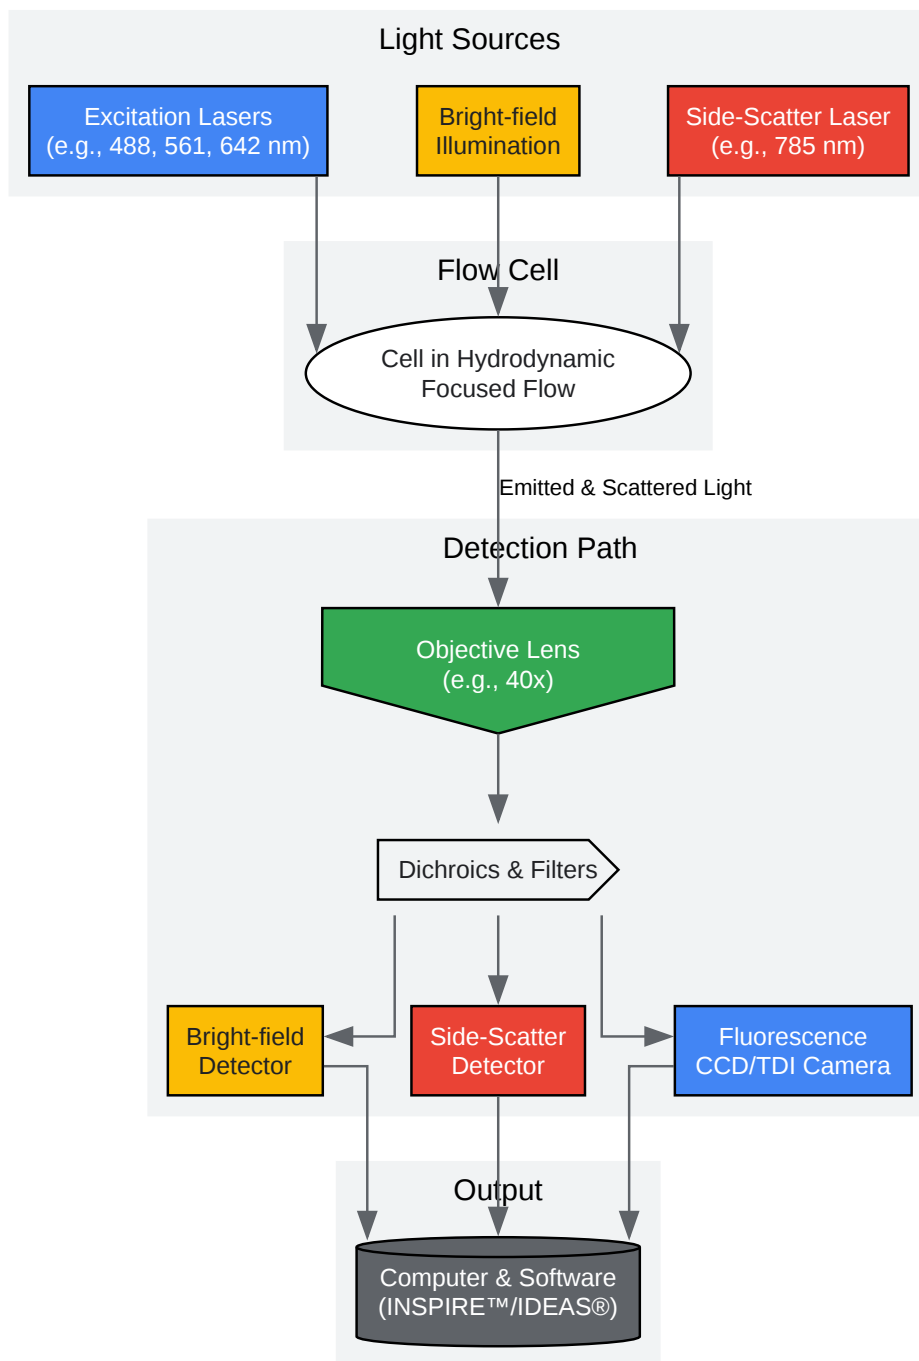 Light Sources
Excitation Lasers
(e.g., 488, 561, 642 nm)
Bright-field
Illumination
Side-Scatter Laser
(e.g., 785 nm)
Flow Cell
Cell in Hydrodynamic
Focused Flow
Emitted & Scattered Light
Detection Path
Objective Lens
(e.g., 40x)
Dichroics & Filters
Bright-field
Detector
Side-Scatter
Detector
Fluorescence
CCD/TDI Camera
Output
Computer & Software
(INSPIRE™/IDEAS®)